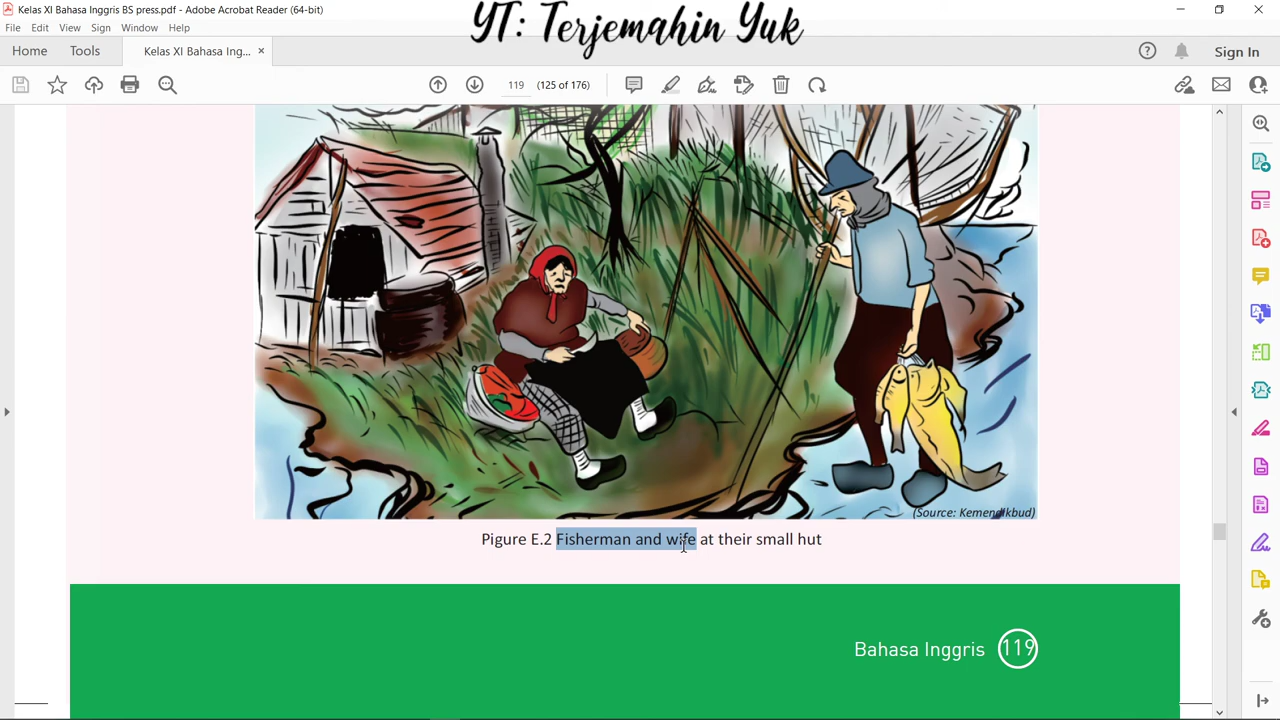 Kelas XI Bahasa Inggris BS press.pdf - Adobe Acrobat Reader (64-bit)
YT: Terjemahin Yuk
File Edit View Sign Window Help
Home Tools Kelas XI Bahasa Ing... × Sign In
119 (125 of 176)
(Source: Kemendikbud)
Pigure E.2 Fisherman and wife at their small hut
Bahasa Inggris 119